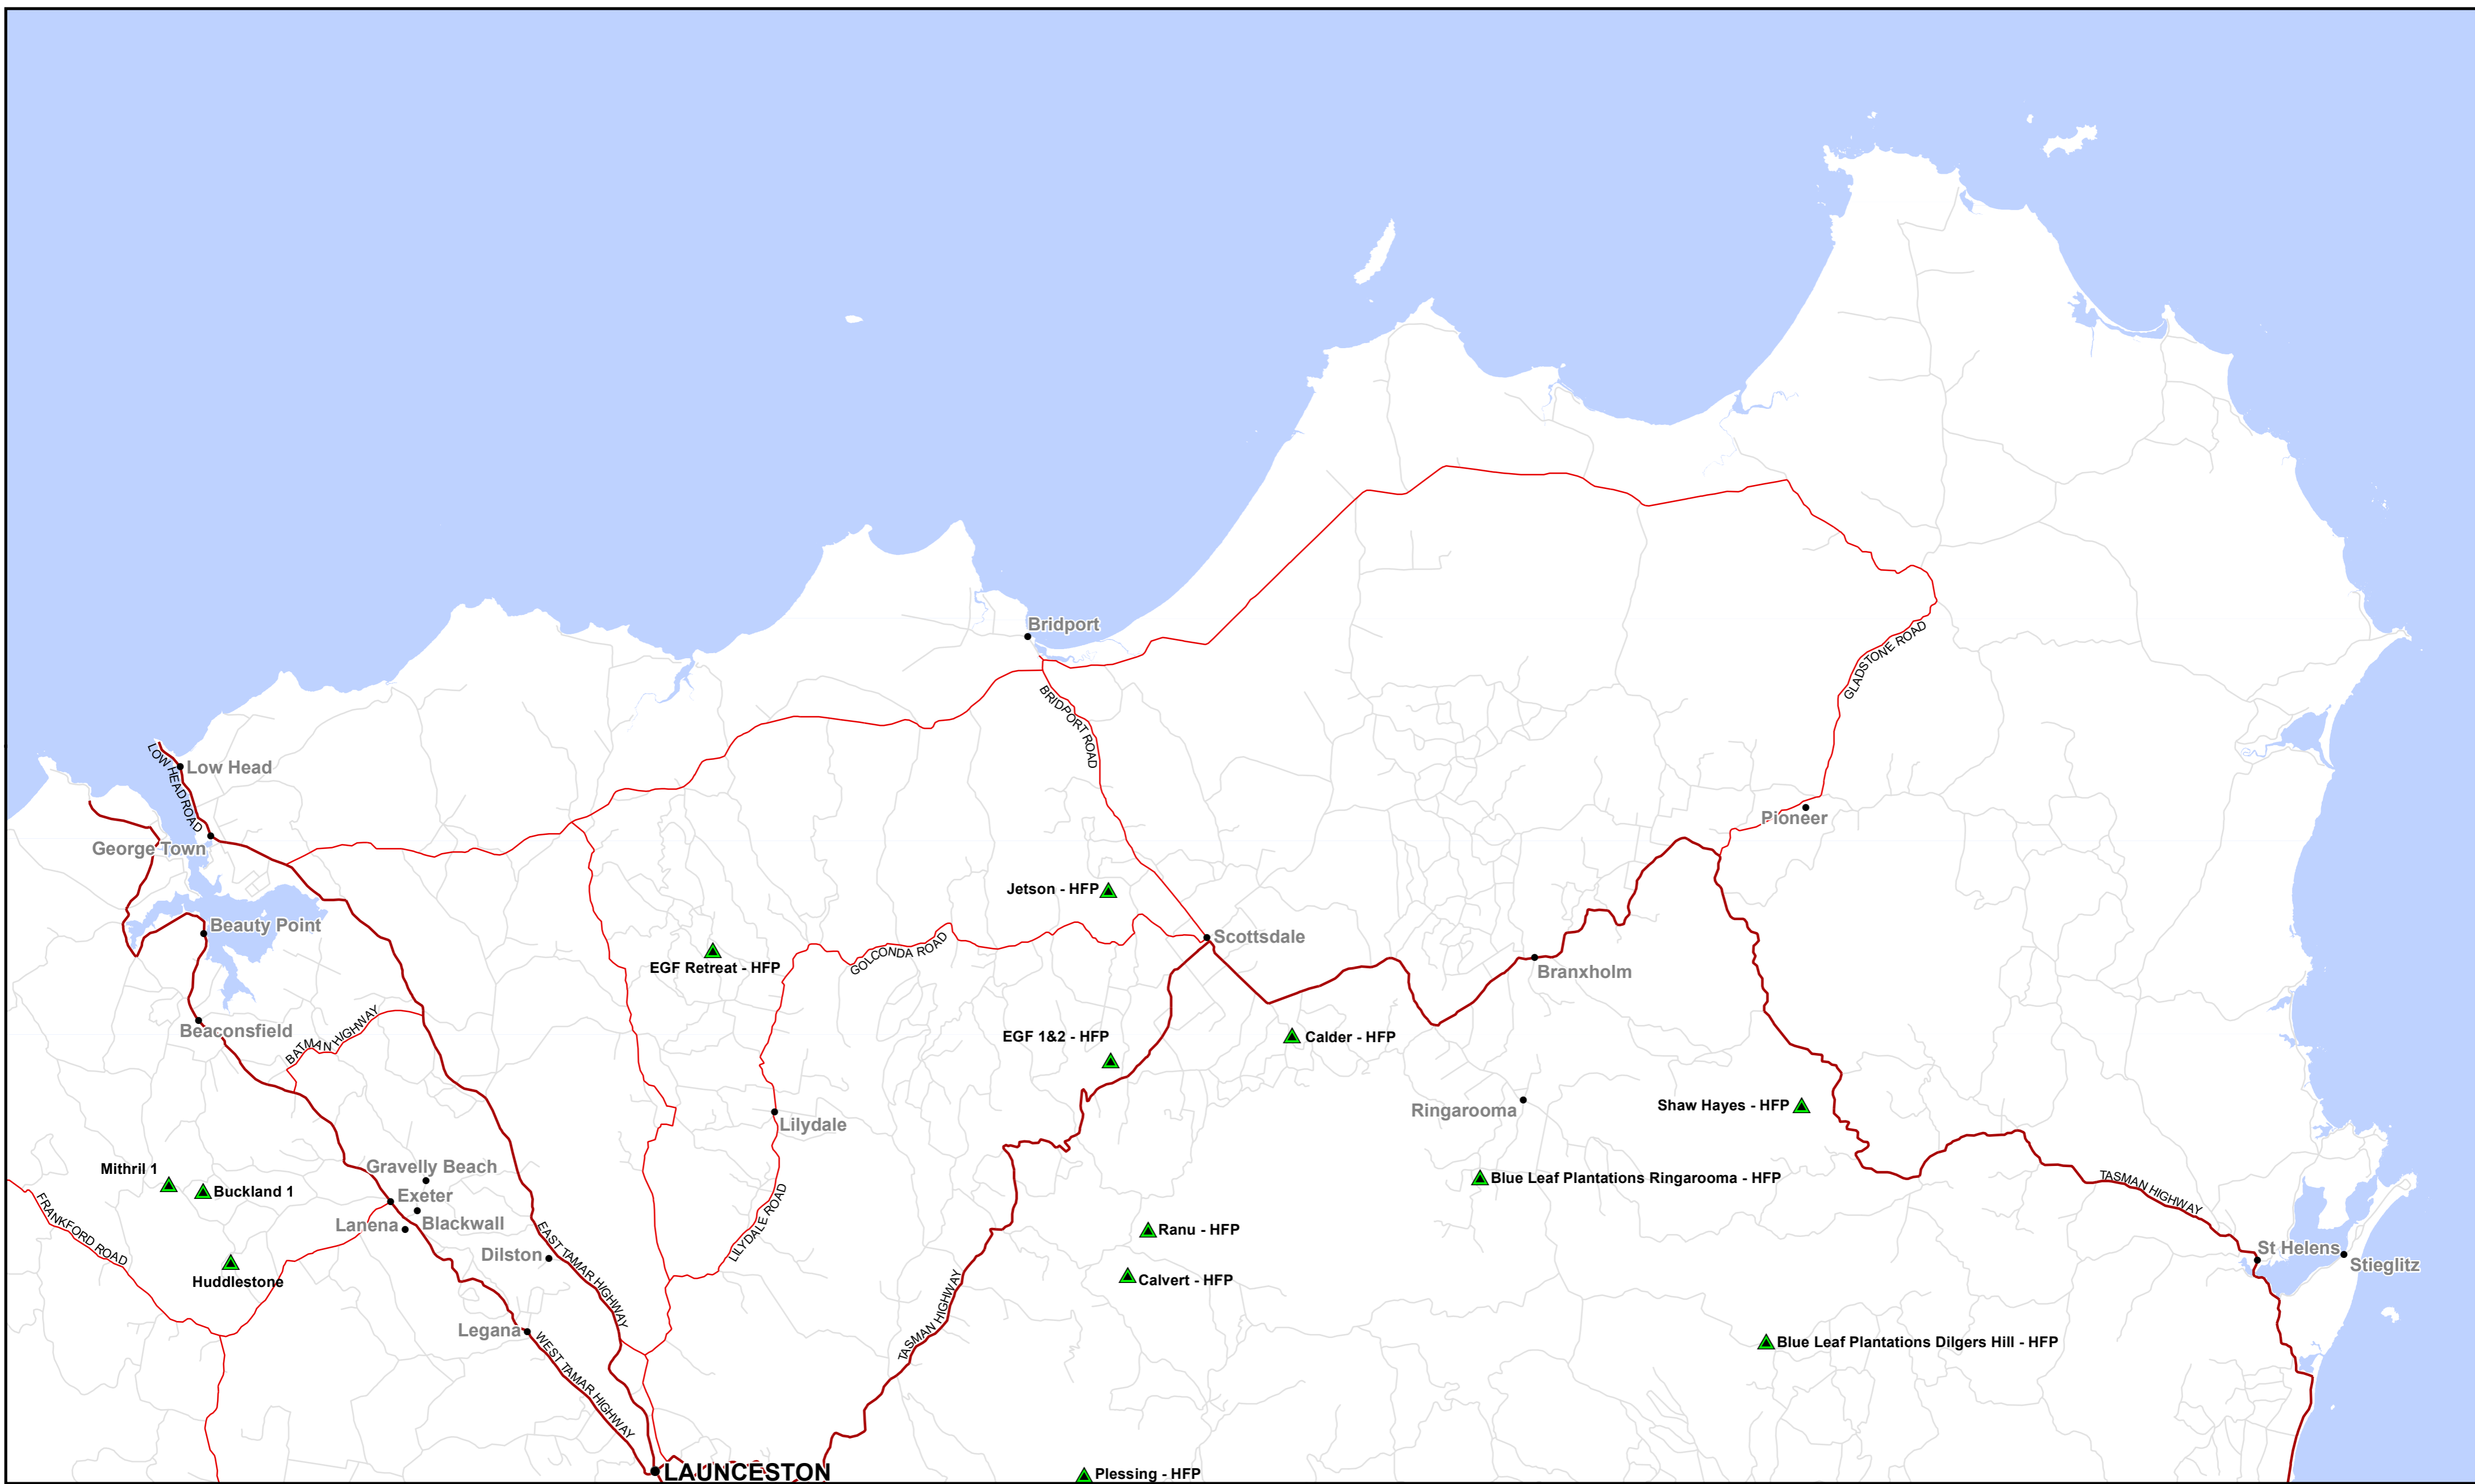 Bridport
GLADSTONE ROAD
BRIDPORT ROAD
LOW HEAD ROAD
Low Head
Pioneer
George Town
Jetson - HFP
Beauty Point
Scottsdale
GOLCONDA ROAD
EGF Retreat - HFP
Branxholm
Beaconsfield
BATMAN HIGHWAY
EGF 1&2 - HFP
Calder - HFP
Ringarooma
Shaw Hayes - HFP
Lilydale
Mithril 1
Gravelly Beach
Buckland 1
Exeter
Blue Leaf Plantations Ringarooma - HFP
TASMAN HIGHWAY
FRANKFORD ROAD
Lanena
Blackwall
LILYDALE ROAD
Ranu - HFP
EAST TAMAR HIGHWAY
Dilston
St Helens
Stieglitz
Huddlestone
Calvert - HFP
TASMAN HIGHWAY
Legana
WEST TAMAR HIGHWAY
Blue Leaf Plantations Dilgers Hill - HFP
LAUNCESTON
Plessing - HFP